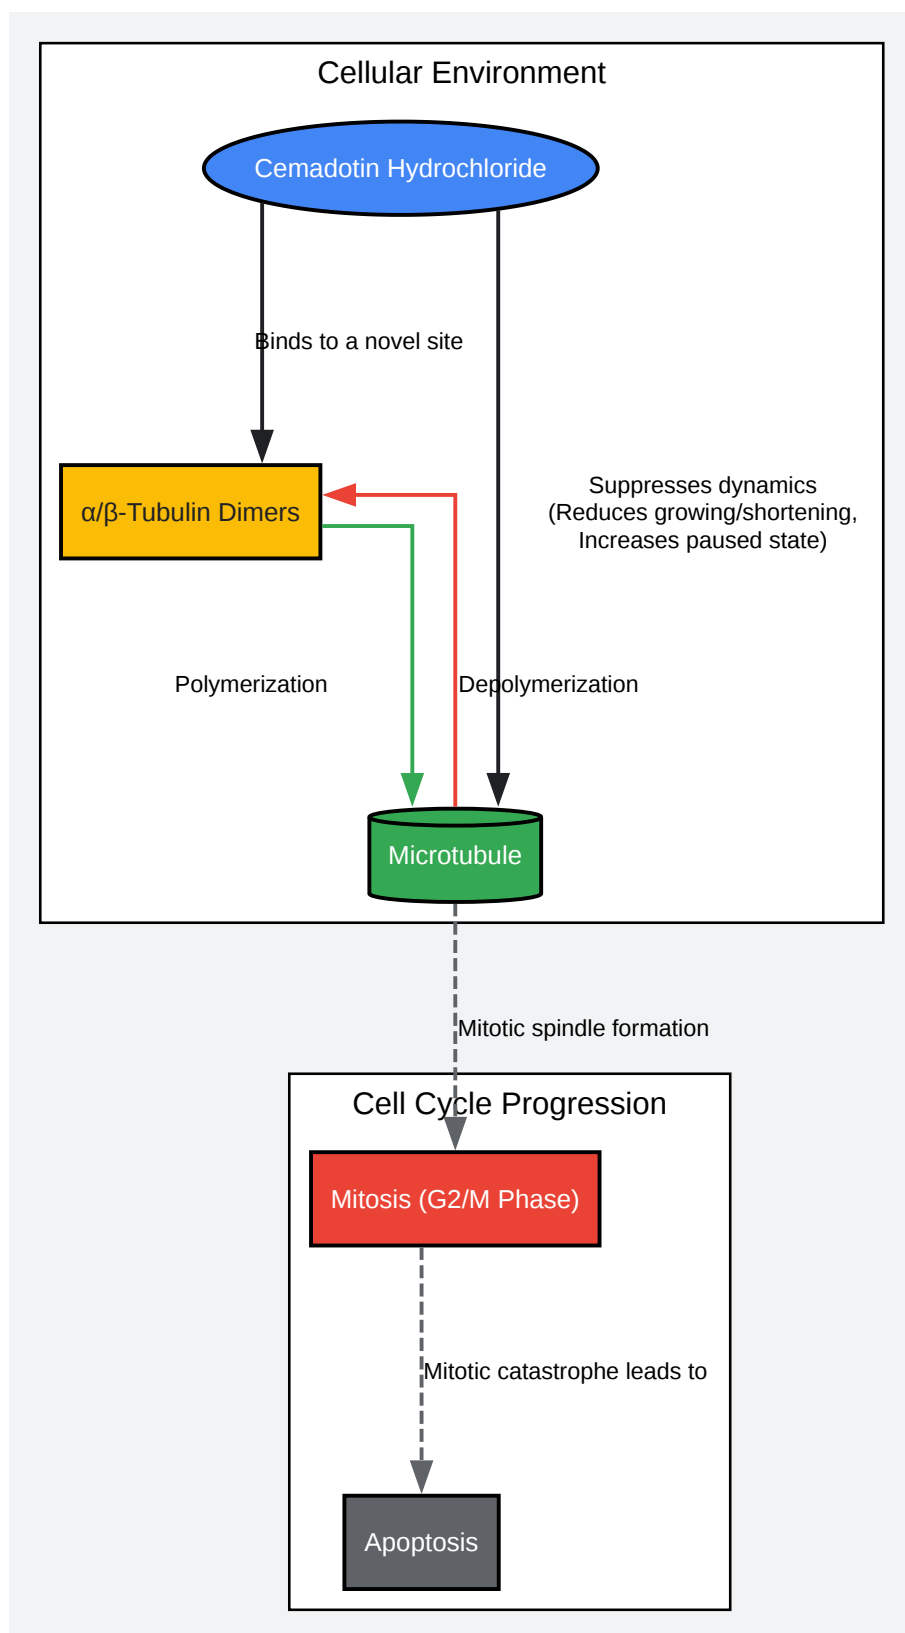 Cellular Environment
Cemadotin Hydrochloride
Binds to a novel site
Suppresses dynamics
(Reduces growing/shortening,
Increases paused state)
α/β-Tubulin Dimers
Polymerization
Depolymerization
Microtubule
Mitotic spindle formation
Cell Cycle Progression
Mitosis (G2/M Phase)
Mitotic catastrophe leads to
Apoptosis